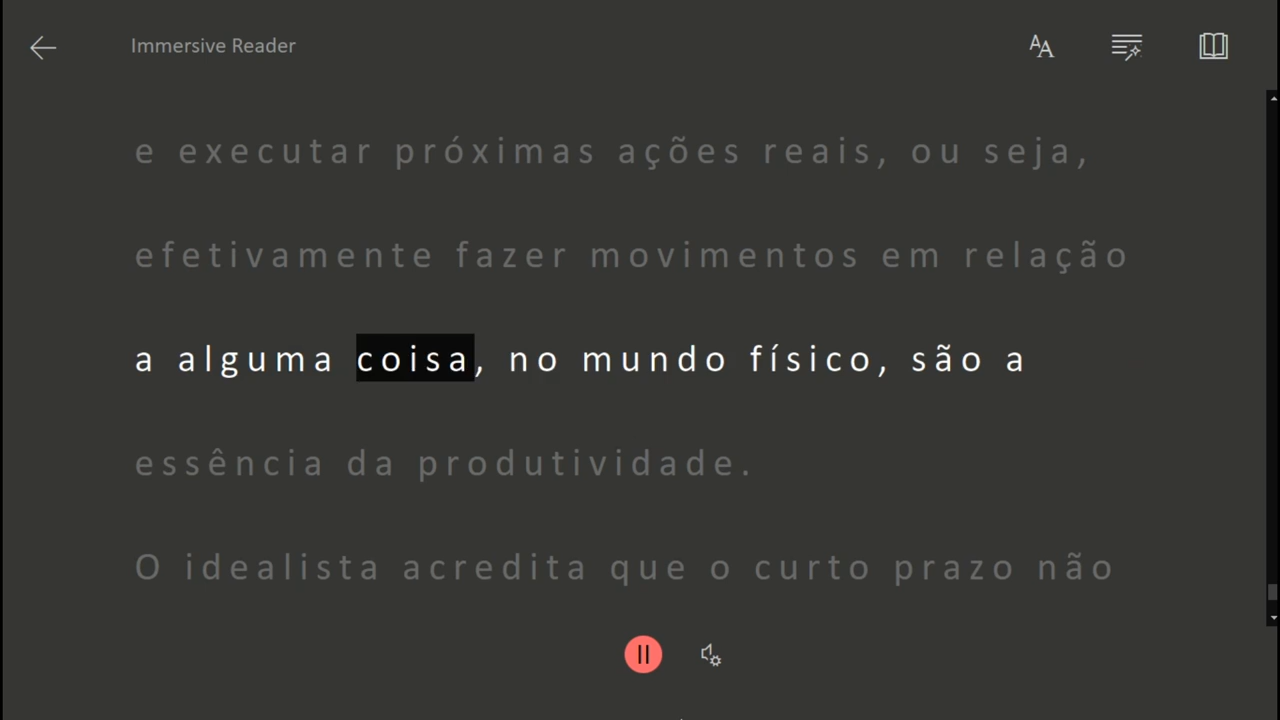 Immersive Reader
e executar próximas ações reais, ou seja,
efetivamente fazer movimentos em relação
a alguma coisa, no mundo físico, são a
essência da produtividade.
O idealista acredita que o curto prazo não